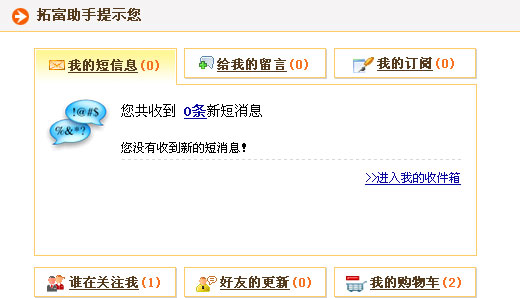 拓富助手提示您
我的短信息(0) 给我的留言(0) 我的订阅(0)
!@#$
%&*?
您共收到 0条新短消息
您没有收到新的短消息!
>>进入我的收件箱
谁在关注我(1) 好友的更新(0) 我的购物车(2)